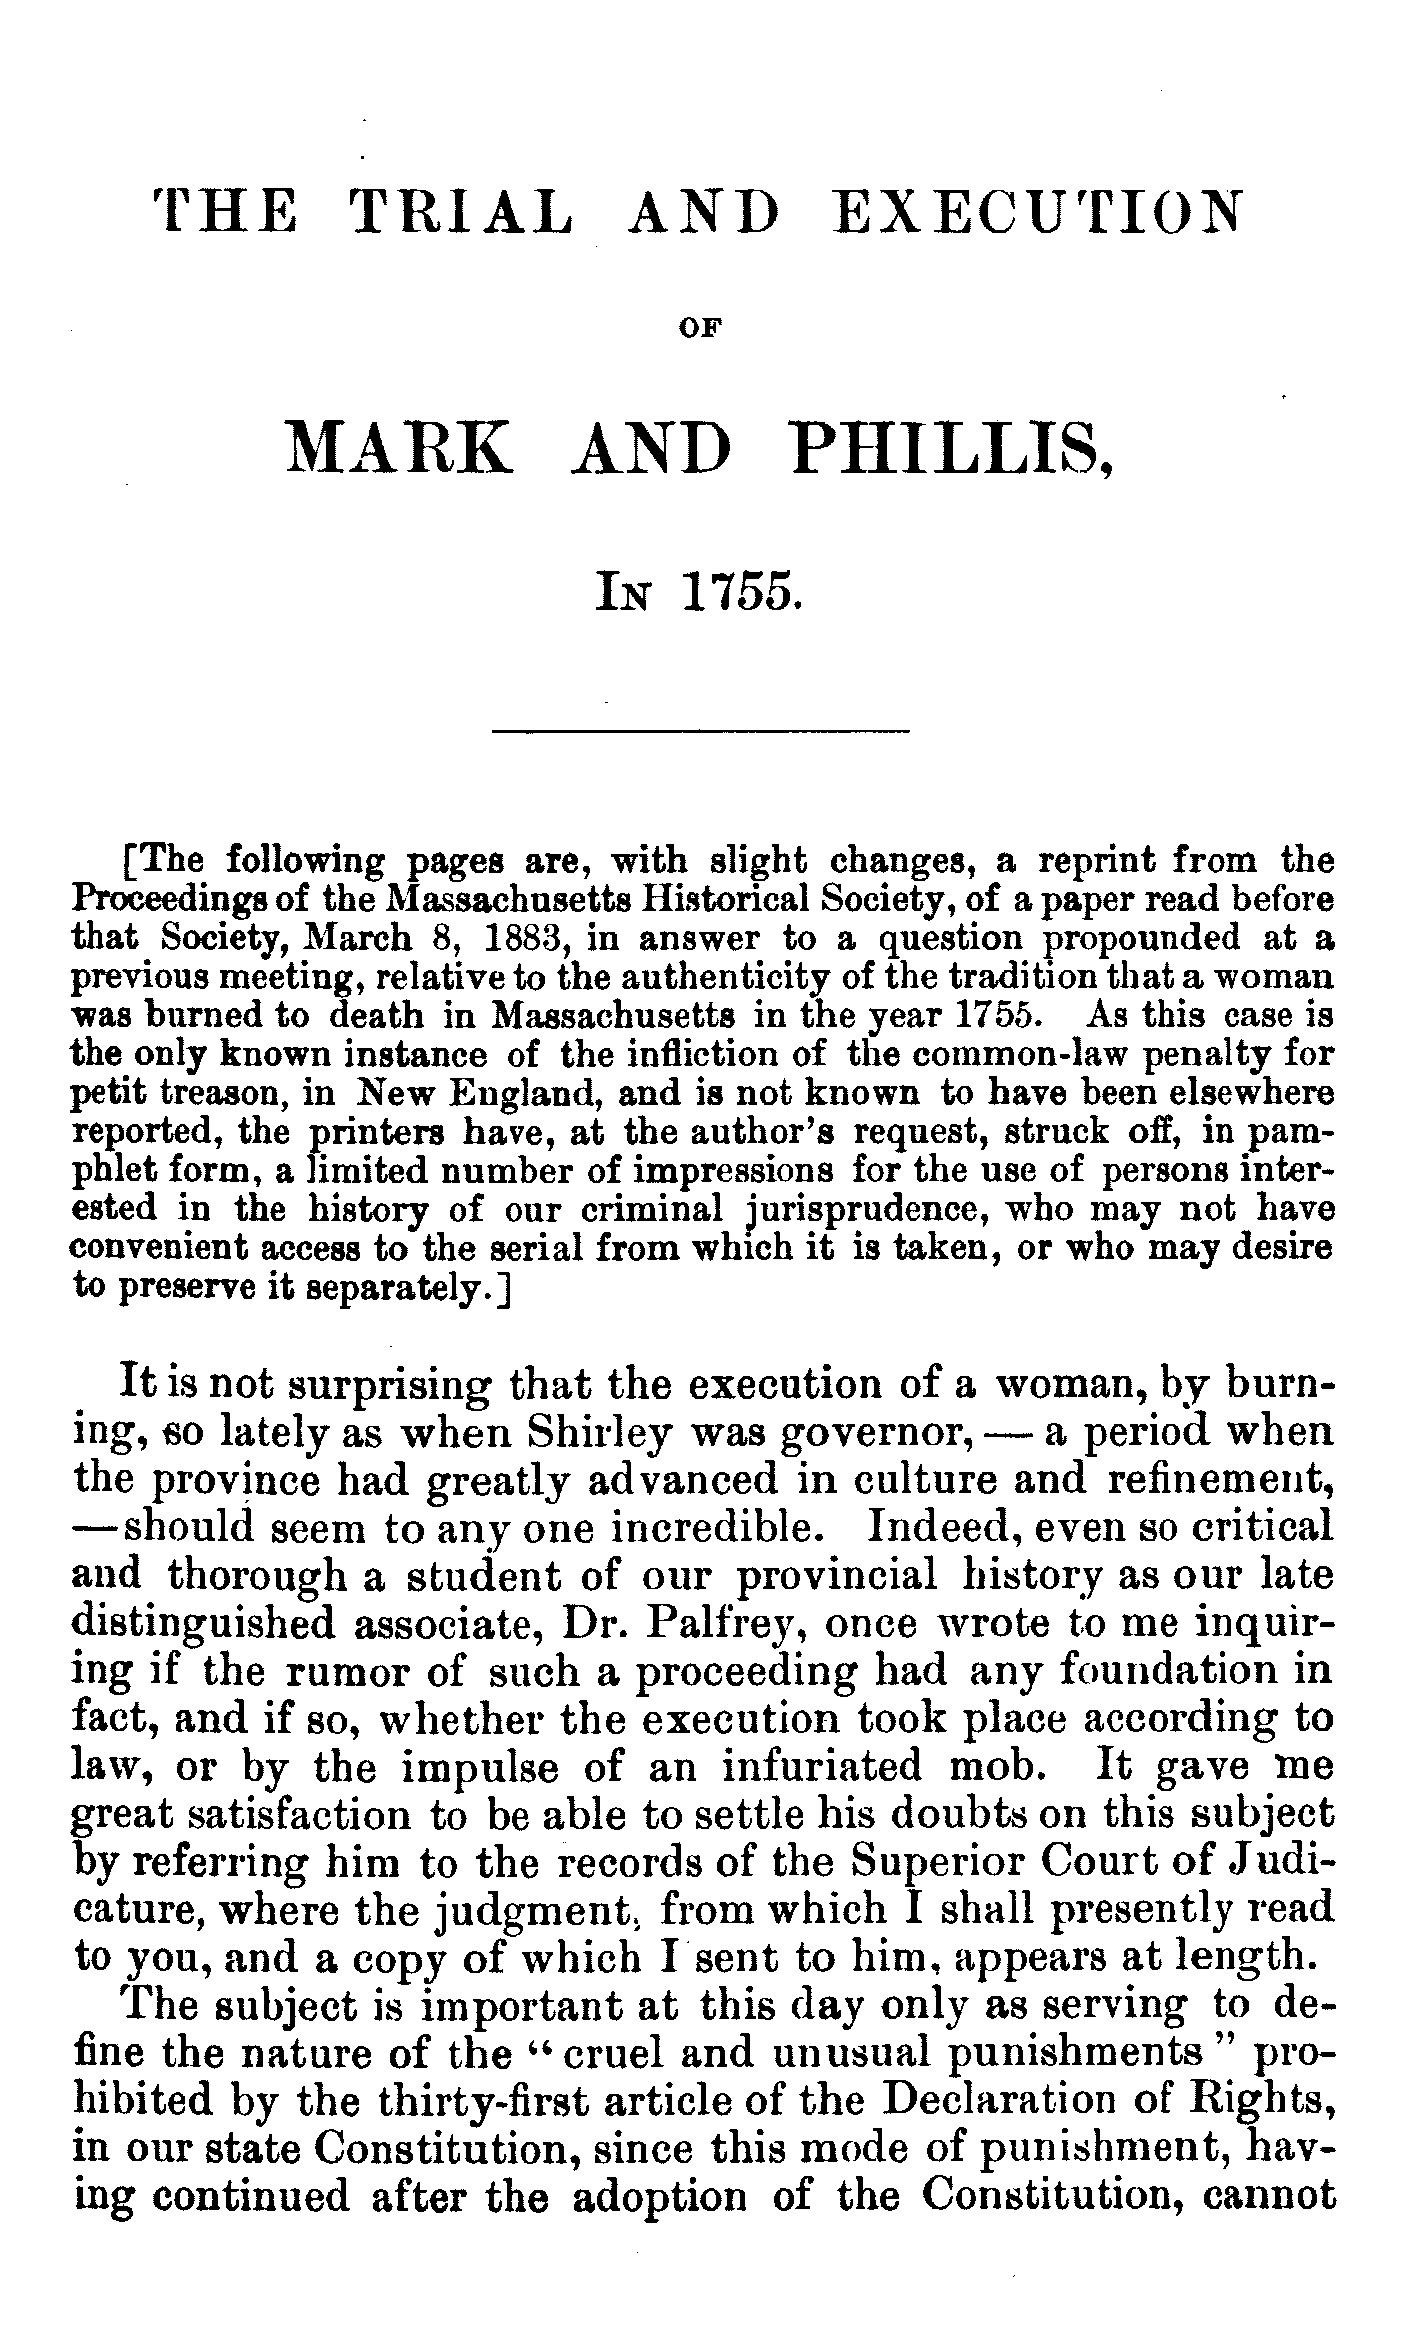 THE TRIAL AND EXECUTION
OF
MARK AND PHILLIS,
IN 1755.
[The following pages are, with slight changes, a reprint from the
Proceedings of the Massachusetts Historical Society, of a paper read before
that Society, March 8, 1883, in answer to a question propounded at a
previous meeting, relative to the authenticity of the tradition that a woman
was burned to death in Massachusetts in the year 1755. As this case is
the only known instance of the infliction of the common-law penalty for
petit treason, in New England, and is not known to have been elsewhere
reported, the printers have, at the author's request, struck off, in pam-
phlet form, a limited number of impressions for the use of persons inter-
ested in the history of our criminal jurisprudence, who may not have
convenient access to the serial from which it is taken, or who may desire
to preserve it separately.]
It is not surprising that the execution of a woman, by burn-
ing, so lately as when Shirley was governor, — a period when
the province had greatly advanced in culture and refinement,
— should seem to any one incredible. Indeed, even so critical
and thorough a student of our provincial history as our late
distinguished associate, Dr. Palfrey, once wrote to me inquir-
ing if the rumor of such a proceeding had any foundation in
fact, and if so, whether the execution took place according to
law, or by the impulse of an infuriated mob. It gave me
great satisfaction to be able to settle his doubts on this subject
by referring him to the records of the Superior Court of Judi-
cature, where the judgment, from which I shall presently read
to you, and a copy of which I sent to him, appears at length.
The subject is important at this day only as serving to de-
fine the nature of the "cruel and unusual punishments" pro-
hibited by the thirty-first article of the Declaration of Rights,
in our state Constitution, since this mode of punishment, hav-
ing continued after the adoption of the Constitution, cannot